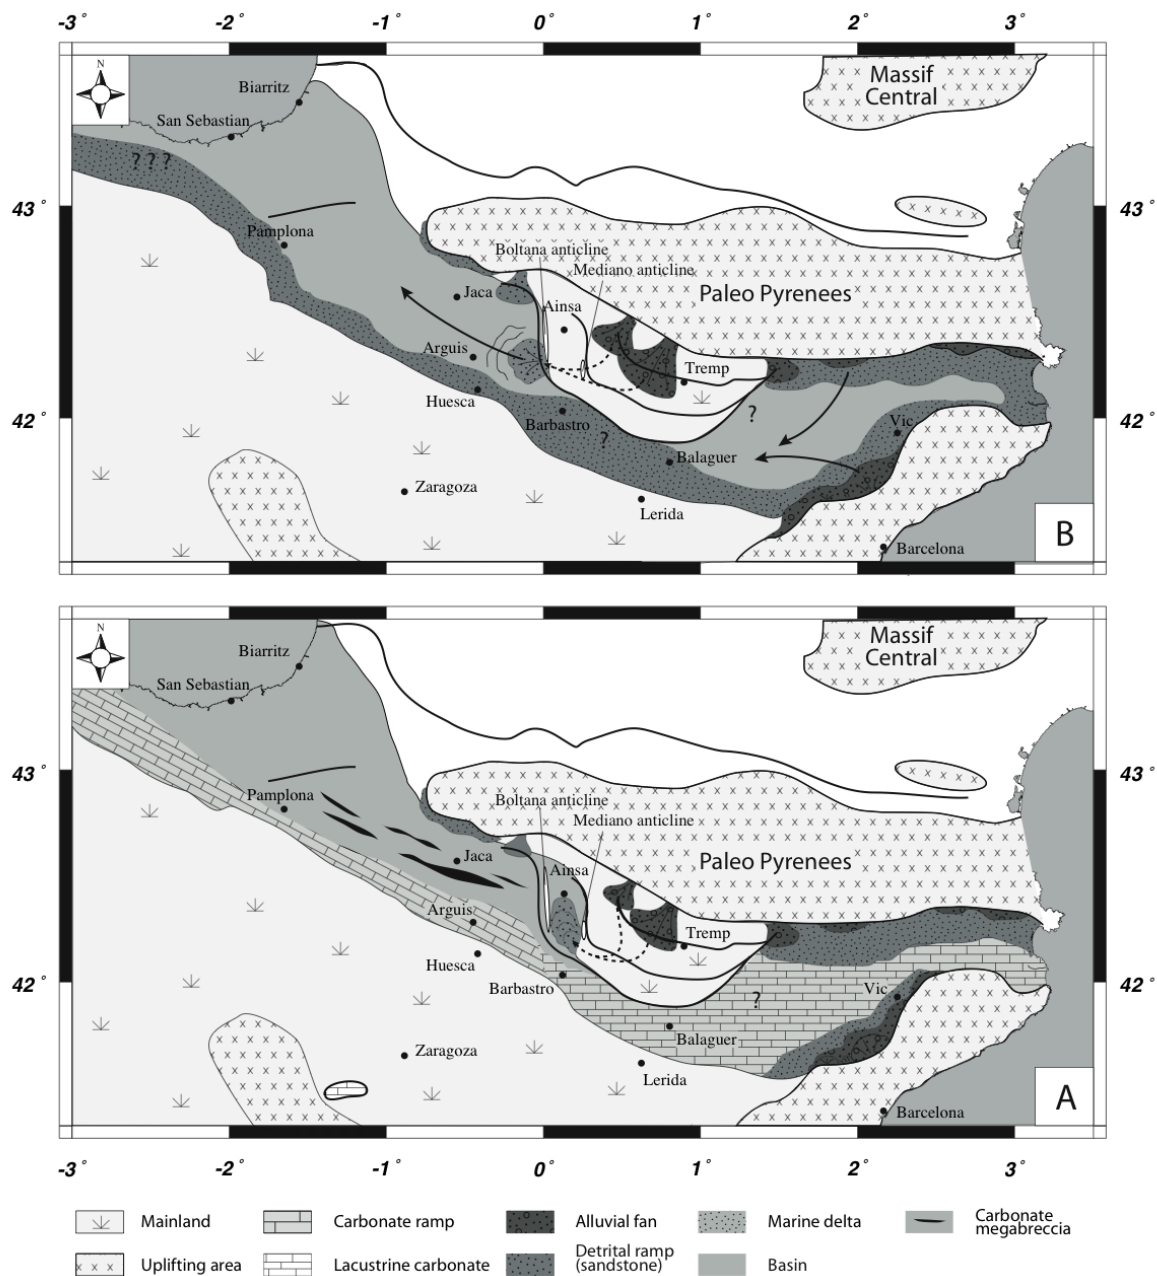 -3° -2° -1° 0° 1° 2° 3°
N
Biarritz
San Sebastian
Massif
Central
? ? ?
43° 43°
Pamplona
Boltana anticline
Mediano anticline
Jaca
Ainsa
Paleo Pyrenees
Arguis
Tremp
Huesca
42° 42°
Barbastro
?
?
Vic
Balaguer
Zaragoza
Lerida
B
Barcelona
N
Biarritz
San Sebastian
Massif
Central
43° 43°
Pamplona
Boltana anticline
Mediano anticline
Jaca
Ainsa
Paleo Pyrenees
Arguis
Tremp
Huesca
42° 42°
Barbastro
?
Vic
Balaguer
Zaragoza
Lerida
A
Barcelona
-3° -2° -1° 0° 1° 2° 3°
Mainland
Carbonate ramp
Alluvial fan
Marine delta
Carbonate
megabreccia
Uplifting area
Lacustrine carbonate
Detrital ramp
(sandstone)
Basin